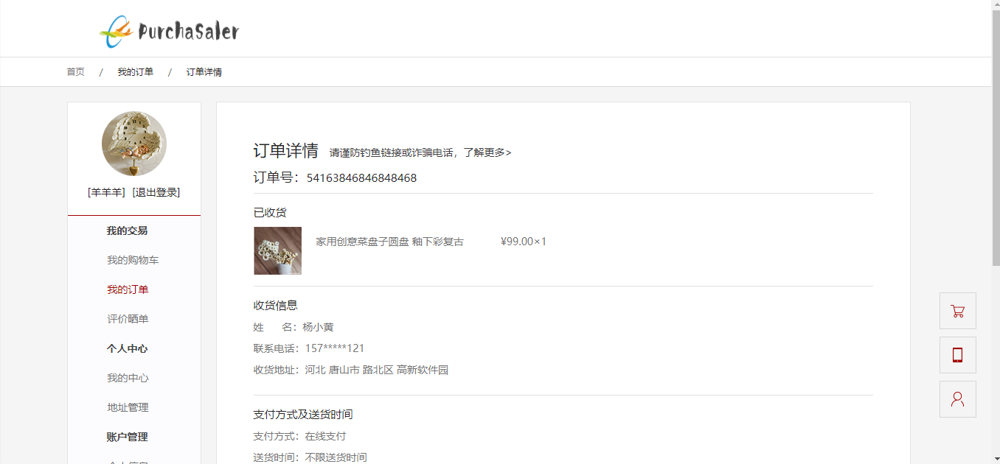 PurchaSaler
首页 / 我的订单 / 订单详情
[羊羊羊] [退出登录]
我的交易
我的购物车
我的订单
评价晒单
个人中心
我的中心
地址管理
账户管理
订单详情 请谨防钓鱼链接或诈骗电话，了解更多>
订单号：54163846846848468
已收货
家用创意菜盘子圆盘 釉下彩复古 ¥99.00×1
收货信息
姓 名：杨小黄
联系电话：157*****121
收货地址：河北 唐山市 路北区 高新软件园
支付方式及送货时间
支付方式：在线支付
送货时间：不限送货时间